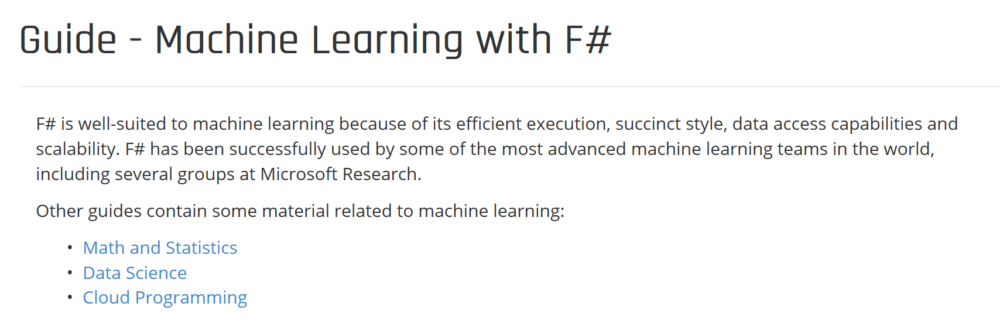 Guide - Machine Learning with F#
F# is well-suited to machine learning because of its efficient execution, succinct style, data access capabilities and
scalability. F# has been successfully used by some of the most advanced machine learning teams in the world,
including several groups at Microsoft Research.
Other guides contain some material related to machine learning:
• Math and Statistics
• Data Science
• Cloud Programming